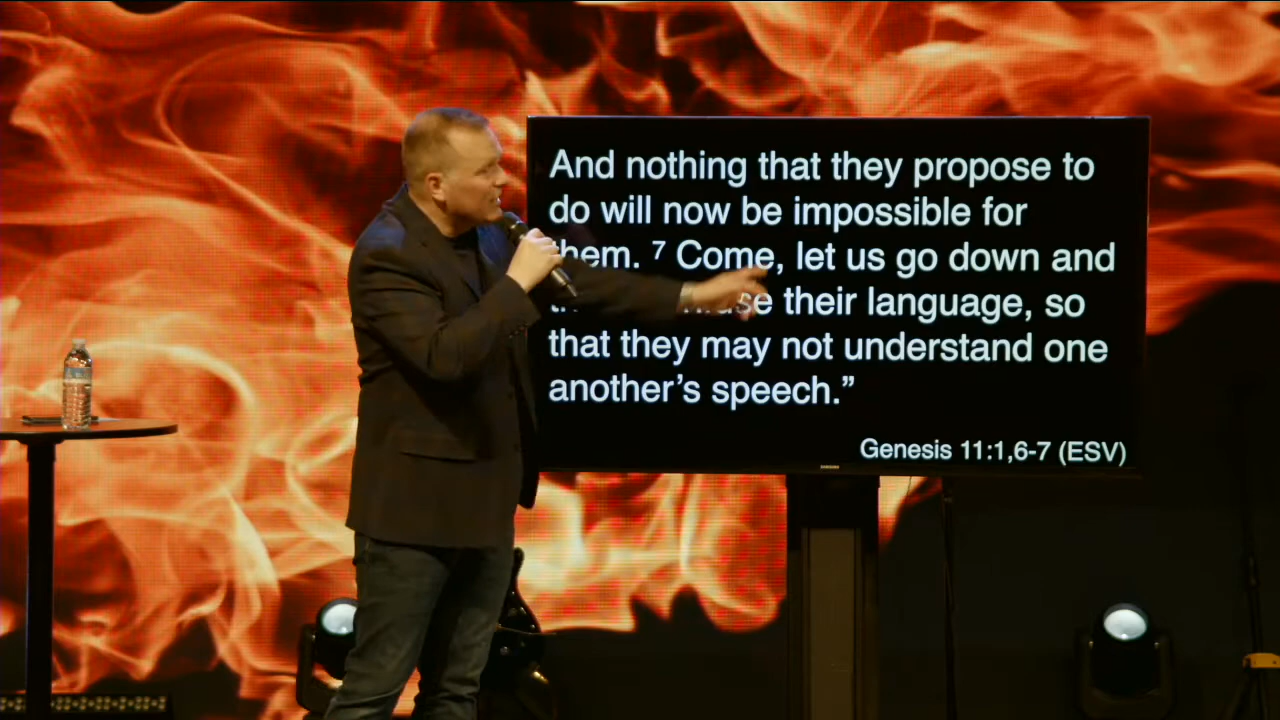 And nothing that they propose to
do will now be impossible for
them. 7 Come, let us go down and
their language, so
that they may not understand one
another's speech.”
Genesis 11:1,6-7 (ESV)
SAMSUNG